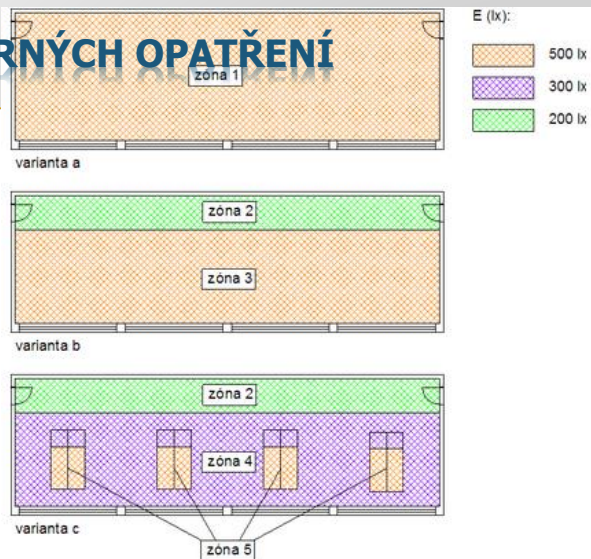 RNÝCH OPATŘENÍ
zóna 1
varianta a
E (lx):
500 lx
300 lx
200 lx
zóna 2
zóna 3
varianta b
zóna 2
zóna 4
varianta c
zóna 5